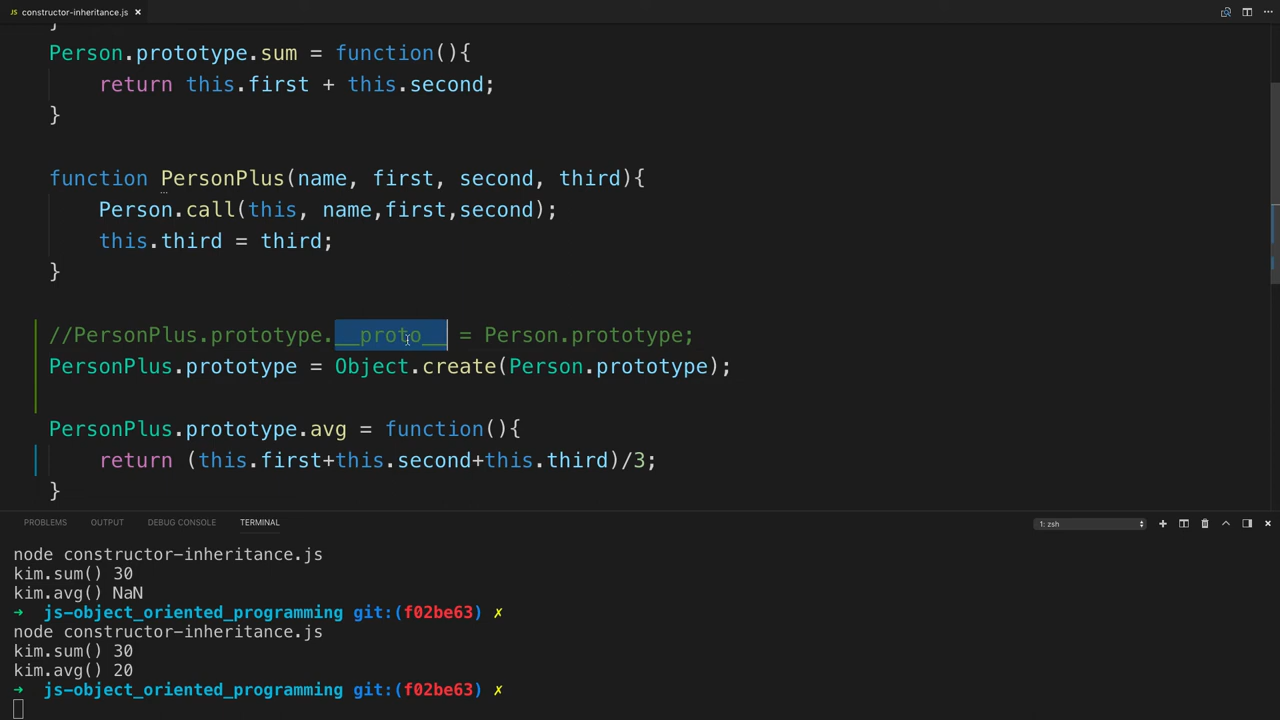 JS constructor-inheritance.js ×
}
Person.prototype.sum = function(){
return this.first + this.second;
}
function PersonPlus(name, first, second, third){
Person.call(this, name,first,second);
this.third = third;
}
//PersonPlus.prototype.__proto__ = Person.prototype;
PersonPlus.prototype = Object.create(Person.prototype);
PersonPlus.prototype.avg = function(){
return (this.first+this.second+this.third)/3;
}
PROBLEMS OUTPUT DEBUG CONSOLE TERMINAL 1: zsh
node constructor-inheritance.js
kim.sum() 30
kim.avg() NaN
→ js-object_oriented_programming git:(f02be63) ✗
node constructor-inheritance.js
kim.sum() 30
kim.avg() 20
→ js-object_oriented_programming git:(f02be63) ✗